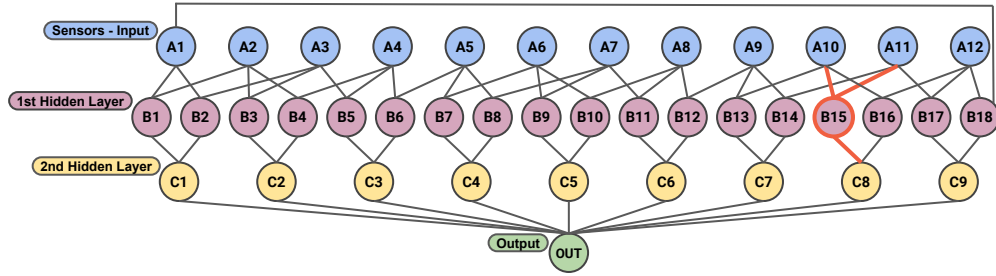 Sensors - Input
A1 A2 A3 A4 A5 A6 A7 A8 A9 A10 A11 A12
1st Hidden Layer
B1 B2 B3 B4 B5 B6 B7 B8 B9 B10 B11 B12 B13 B14 B15 B16 B17 B18
2nd Hidden Layer
C1 C2 C3 C4 C5 C6 C7 C8 C9
Output
OUT